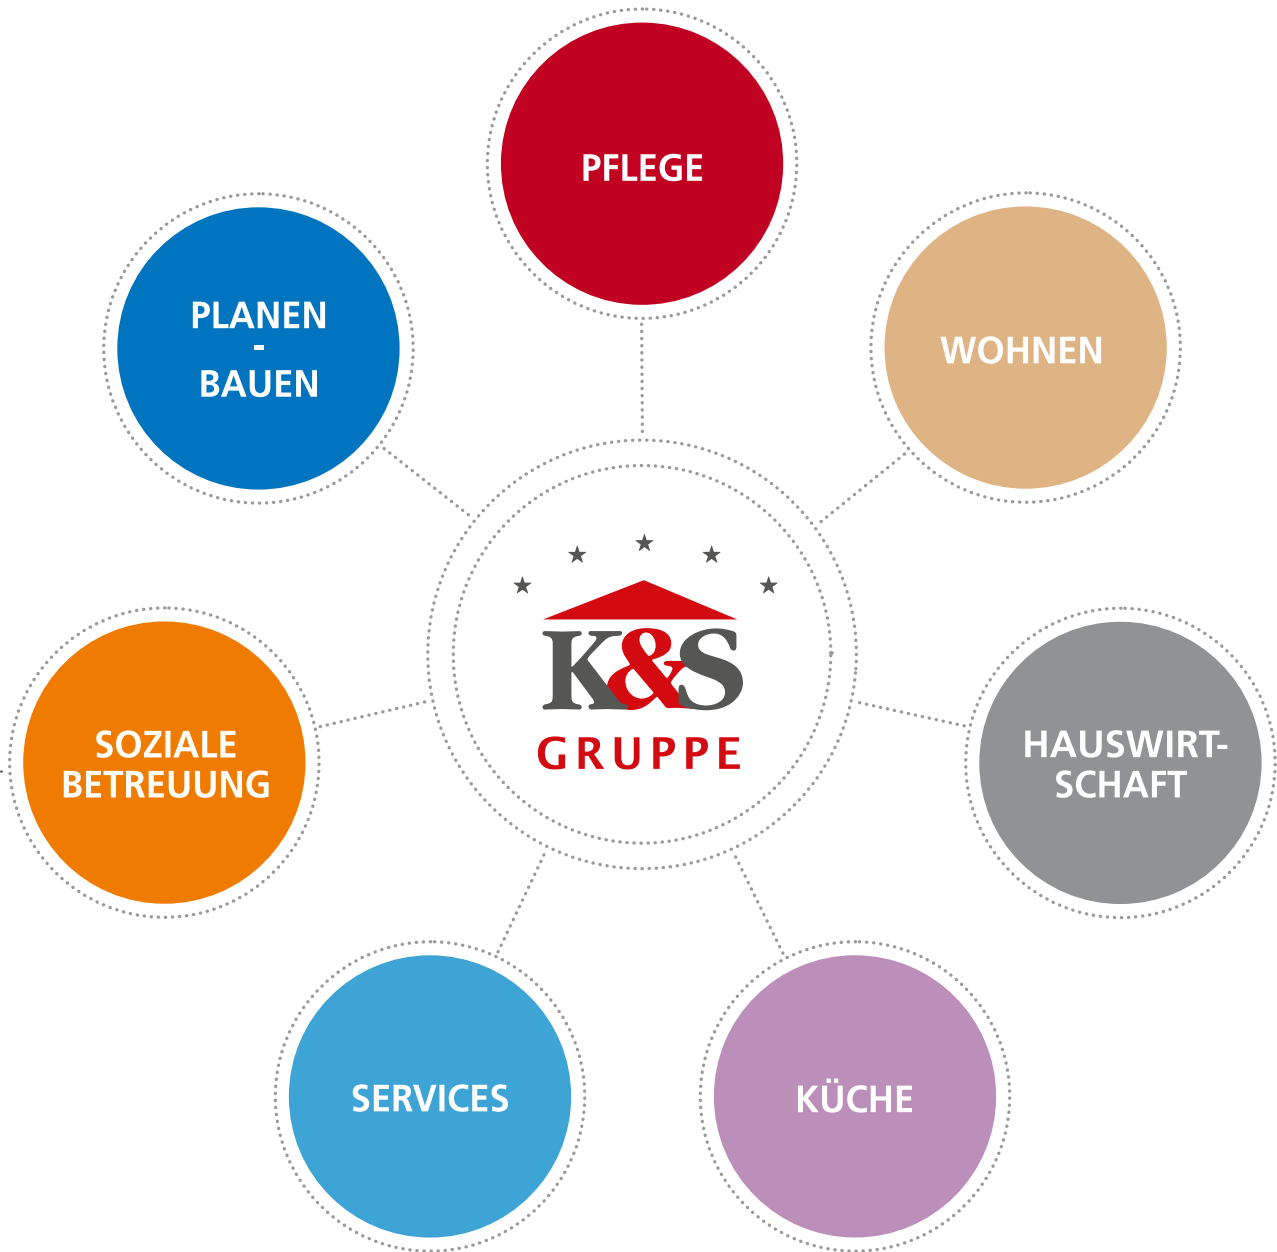 PFLEGE
WOHNEN
HAUSWIRT-
SCHAFT
KÜCHE
SERVICES
SOZIALE
BETREUUNG
PLANEN
-
BAUEN
K&S
GRUPPE